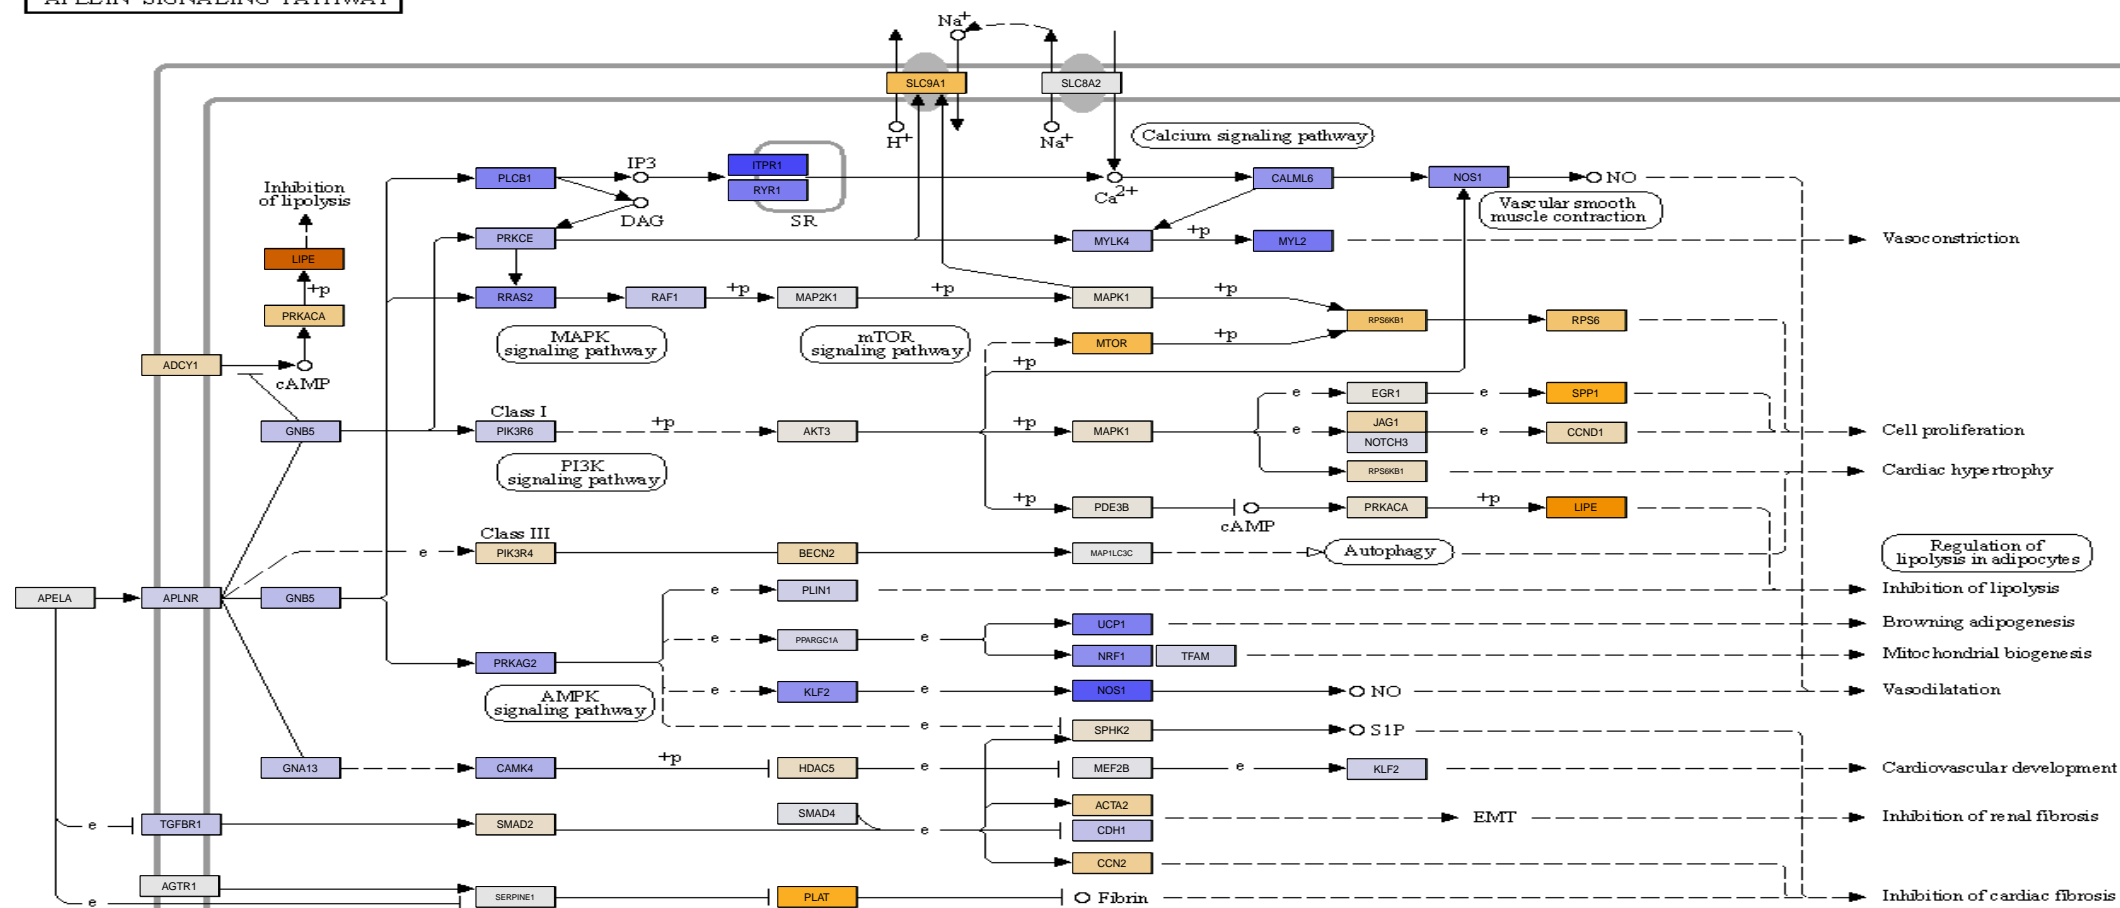 APELIN SIGNALING PATHWAY
Na+
SLC9A1
SLC8A2
H+
Na+
Calcium signaling pathway
Inhibition
of lipolysis
PLCB1
IP3
DAG
ITPR1
RYR1
SR
Ca2+
CALML6
NOS1
NO
Vascular smooth
muscle contraction
LIPE
+p
PRKACA
PRKCE
MYLK4
+p
MYL2
Vasoconstriction
RRAS2
RAF1
+p
MAP2K1
+p
MAPK1
+p
RPS6KB1
RPS6
MAPK
signaling pathway
mTOR
signaling pathway
MTOR
+p
+p
ADCY1
cAMP
GNB5
Class I
PIK3R6
+p
AKT3
+p
MAPK1
e
EGR1
e
SPP1
e
JAG1
NOTCH3
e
CCND1
Cell proliferation
RPS6KB1
Cardiac hypertrophy
PI3K
signaling pathway
+p
PDE3B
cAMP
PRKACA
+p
LIPE
Class III
e
PIK3R4
BECN2
MAP1LC3C
Autophagy
Regulation of
lipolysis in adipocytes
APELA
APLNR
GNB5
e
PLIN1
Inhibition of lipolysis
e
PPARGC1A
e
UCP1
Browning adipogenesis
NRF1
TFAM
Mitochondrial biogenesis
PRKAG2
AMPK
signaling pathway
e
KLF2
e
NOS1
NO
Vasodilatation
e
SPHK2
S1P
GNA13
CAMK4
+p
HDAC5
e
MEF2B
e
KLF2
Cardiovascular development
e
TGFBR1
SMAD2
SMAD4
e
ACTA2
CDH1
CCN2
EMT
Inhibition of renal fibrosis
AGTR1
e
SERPINE1
PLAT
Fibrin
Inhibition of cardiac fibrosis